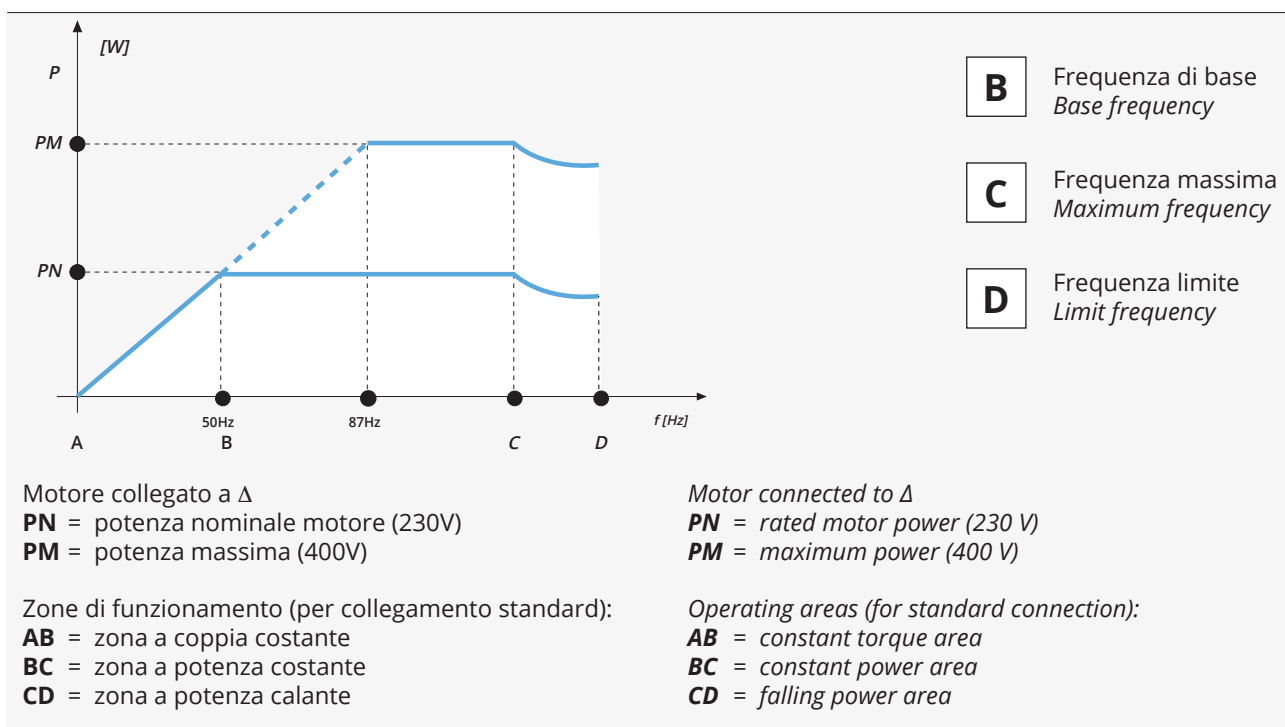 [W]
P
PM
PN
50Hz
87Hz
f [Hz]
A
B
C
D
B
Frequenza di base
Base frequency
C
Frequenza massima
Maximum frequency
D
Frequenza limite
Limit frequency
Motore collegato a Δ
PN = potenza nominale motore (230V)
PM = potenza massima (400V)
Zone di funzionamento (per collegamento standard):
AB = zona a coppia costante
BC = zona a potenza costante
CD = zona a potenza calante
Motor connected to Δ
PN = rated motor power (230 V)
PM = maximum power (400 V)
Operating areas (for standard connection):
AB = constant torque area
BC = constant power area
CD = falling power area